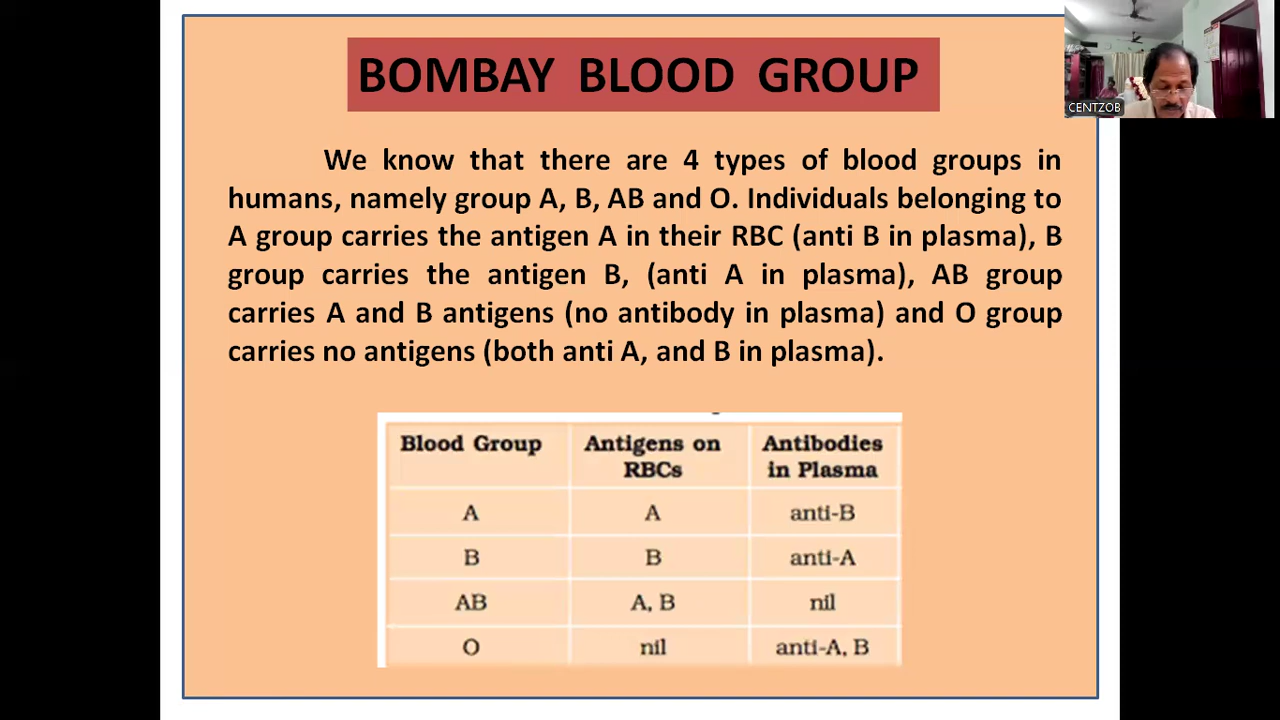 BOMBAY BLOOD GROUP
CENTZOB
We know that there are 4 types of blood groups in
humans, namely group A, B, AB and O. Individuals belonging to
A group carries the antigen A in their RBC (anti B in plasma), B
group carries the antigen B, (anti A in plasma), AB group
carries A and B antigens (no antibody in plasma) and O group
carries no antigens (both anti A, and B in plasma).
Blood Group Antigens on RBCs Antibodies in Plasma
A A anti-B
B B anti-A
AB A, B nil
O nil anti-A, B